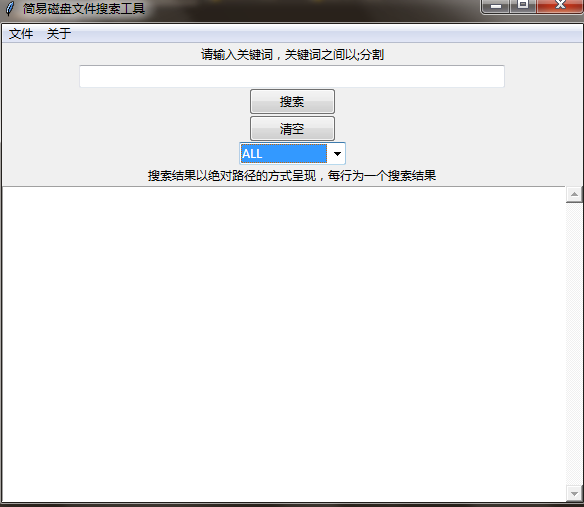 简易磁盘文件搜索工具
文件 关于
请输入关键词，关键词之间以;分割
搜索
清空
ALL
搜索结果以绝对路径的方式呈现，每行为一个搜索结果